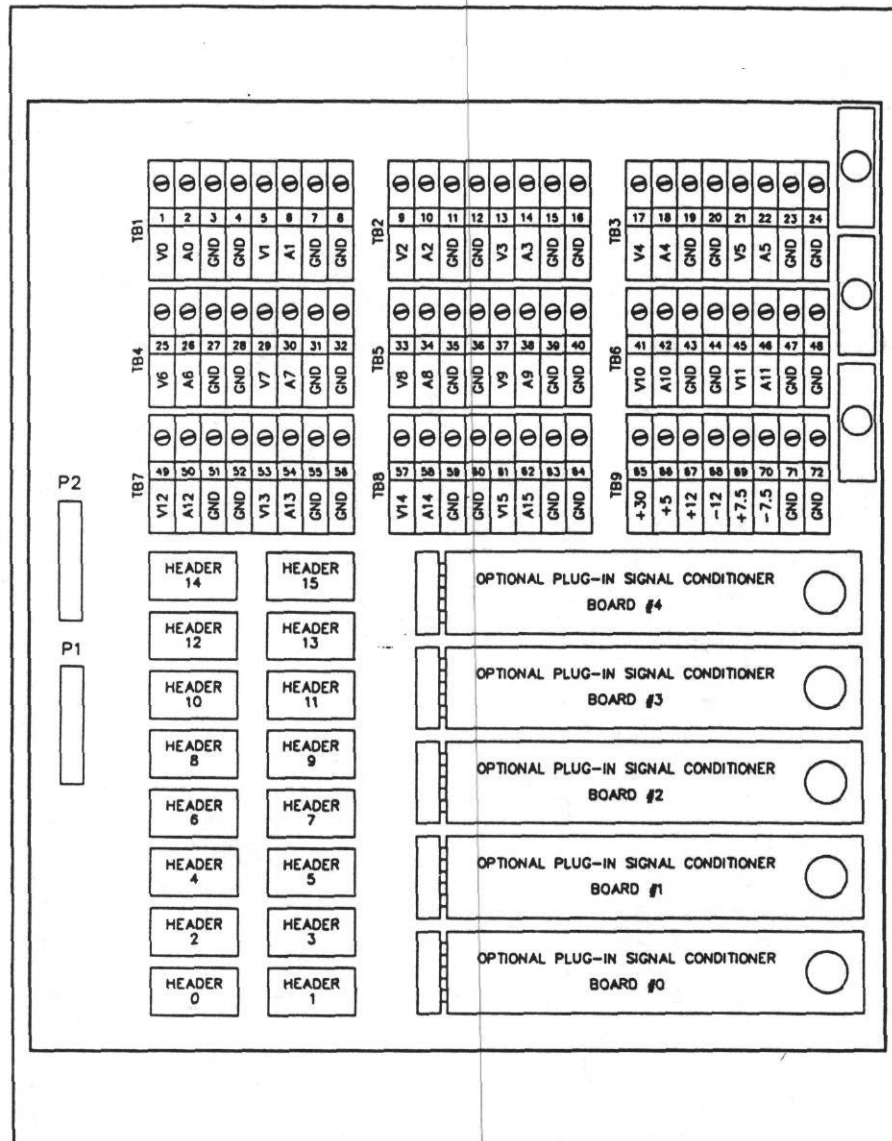 TB1
1 2 3 4 5 6 7 8
V0 A0 GND GND V1 A1 GND GND
TB2
9 10 11 12 13 14 15 16
V2 A2 GND GND V3 A3 GND GND
TB3
17 18 19 20 21 22 23 24
V4 A4 GND GND V5 A5 GND GND
TB4
25 26 27 28 29 30 31 32
V6 A6 GND GND V7 A7 GND GND
TB5
33 34 35 36 37 38 39 40
V8 A8 GND GND V9 A9 GND GND
TB6
41 42 43 44 45 46 47 48
V10 A10 GND GND V11 A11 GND GND
TB7
49 50 51 52 53 54 55 56
V12 A12 GND GND V13 A13 GND GND
TB8
57 58 59 60 61 62 63 64
V14 A14 GND GND V15 A15 GND GND
TB9
65 66 67 68 69 70 71 72
+30 +5 +12 -12 +7.5 -7.5 GND GND
P2
P1
HEADER
14
HEADER
15
HEADER
12
HEADER
13
HEADER
10
HEADER
11
HEADER
8
HEADER
9
HEADER
6
HEADER
7
HEADER
4
HEADER
5
HEADER
2
HEADER
3
HEADER
0
HEADER
1
OPTIONAL PLUG-IN SIGNAL CONDITIONER
BOARD #4
OPTIONAL PLUG-IN SIGNAL CONDITIONER
BOARD #3
OPTIONAL PLUG-IN SIGNAL CONDITIONER
BOARD #2
OPTIONAL PLUG-IN SIGNAL CONDITIONER
BOARD #1
OPTIONAL PLUG-IN SIGNAL CONDITIONER
BOARD #0